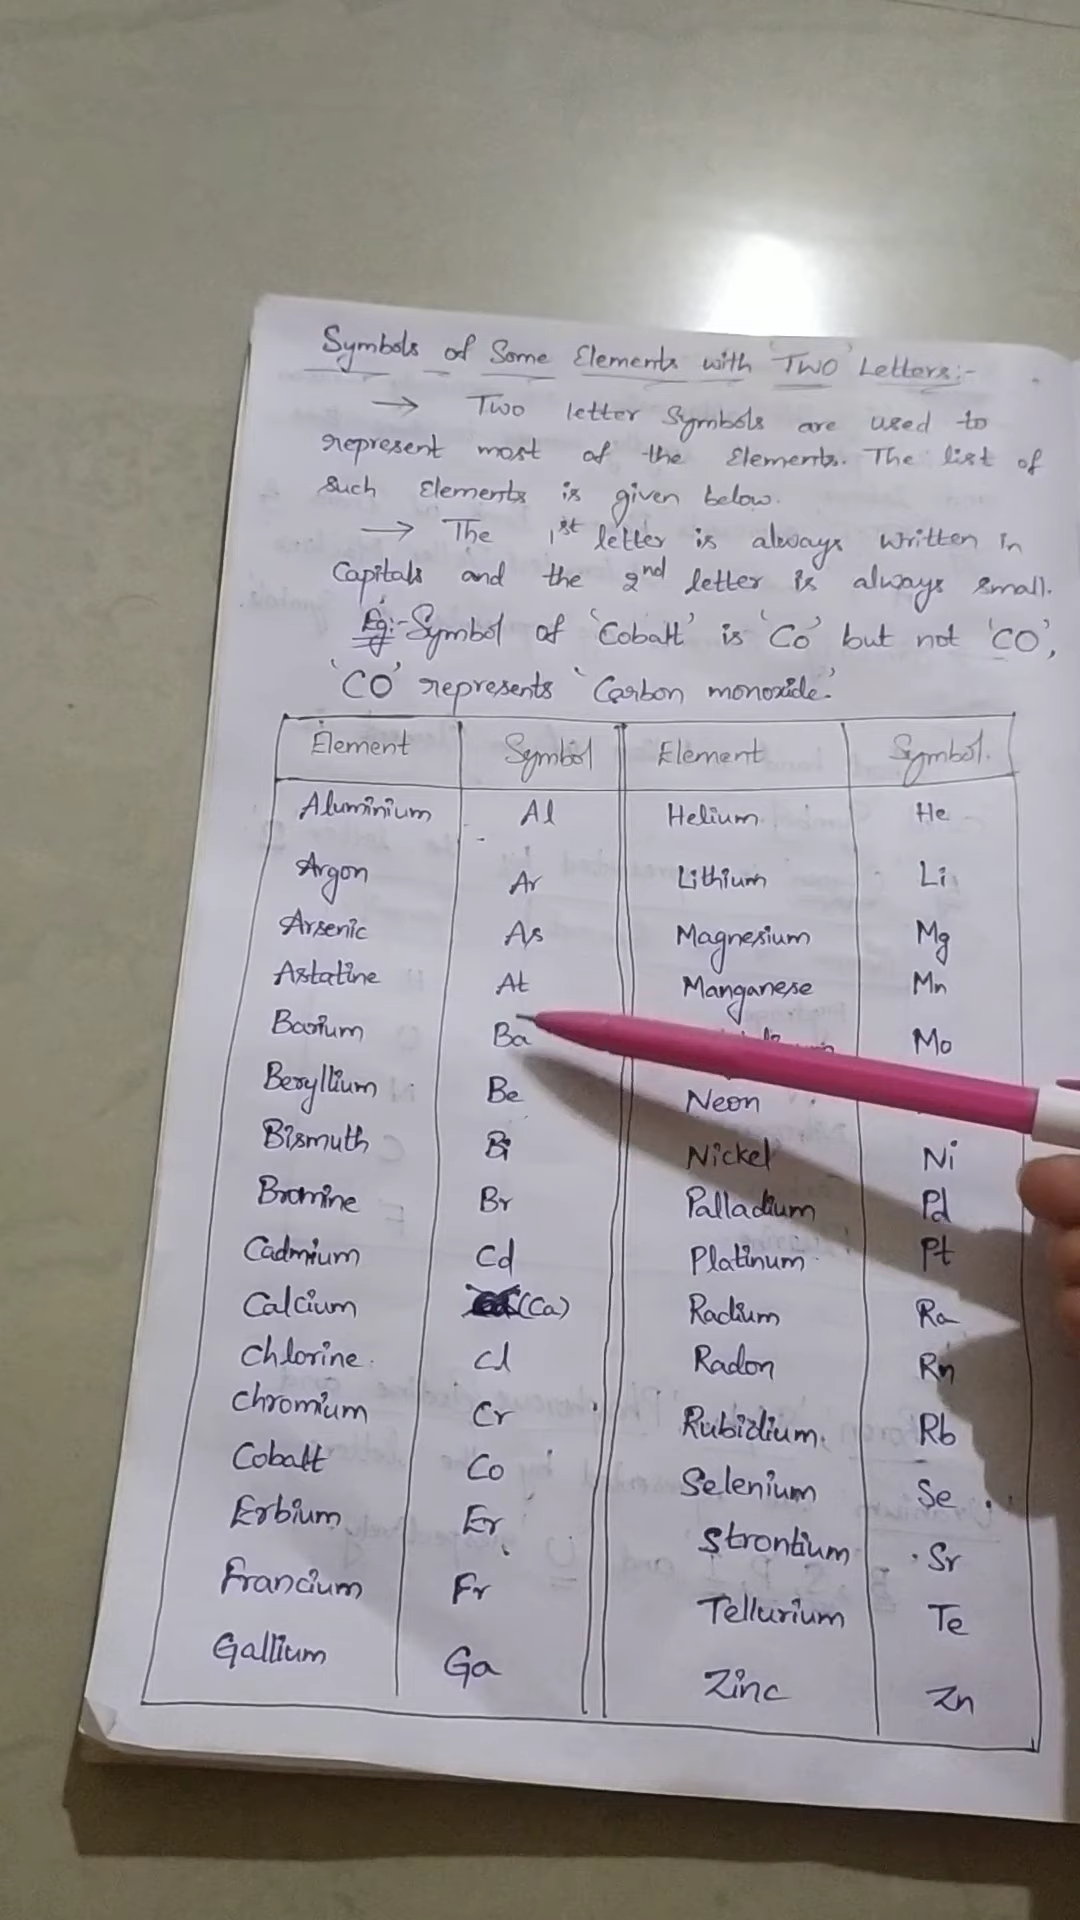 Symbols of Some Elements with 'TWO' Letters:-
→ Two letter Symbols are used to
represent most of the Elements. The list of
such Elements is given below.
→ The 1st letter is always written in
Capitals and the 2nd letter is always small.
Eg:- Symbol of 'Cobalt' is 'Co' but not 'CO',
'CO' represents 'Carbon monoxide.'
Element Symbol Element Symbol.
Aluminium Al Helium He
Argon Ar Lithium Li
Arsenic As Magnesium Mg
Astatine At Manganese Mn
Barium Ba Mo
Beryllium Be Neon
Bismuth Bi Nickel Ni
Bromine Br Palladium Pd
Cadmium Cd Platinum Pt
Calcium (Ca) Radium Ra
Chlorine Cl Radon Rn
Chromium Cr Rubidium Rb
Cobalt Co Selenium Se
Erbium Er Strontium Sr
Francium Fr Tellurium Te
Gallium Ga Zinc Zn